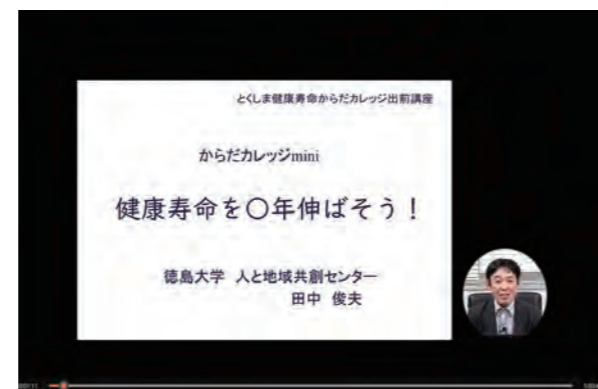 とくしま健康寿命からだカレッジ出前講座
からだカレッジmini
健康寿命を〇年伸ばそう！
徳島大学 人と地域共創センター
田中 俊夫